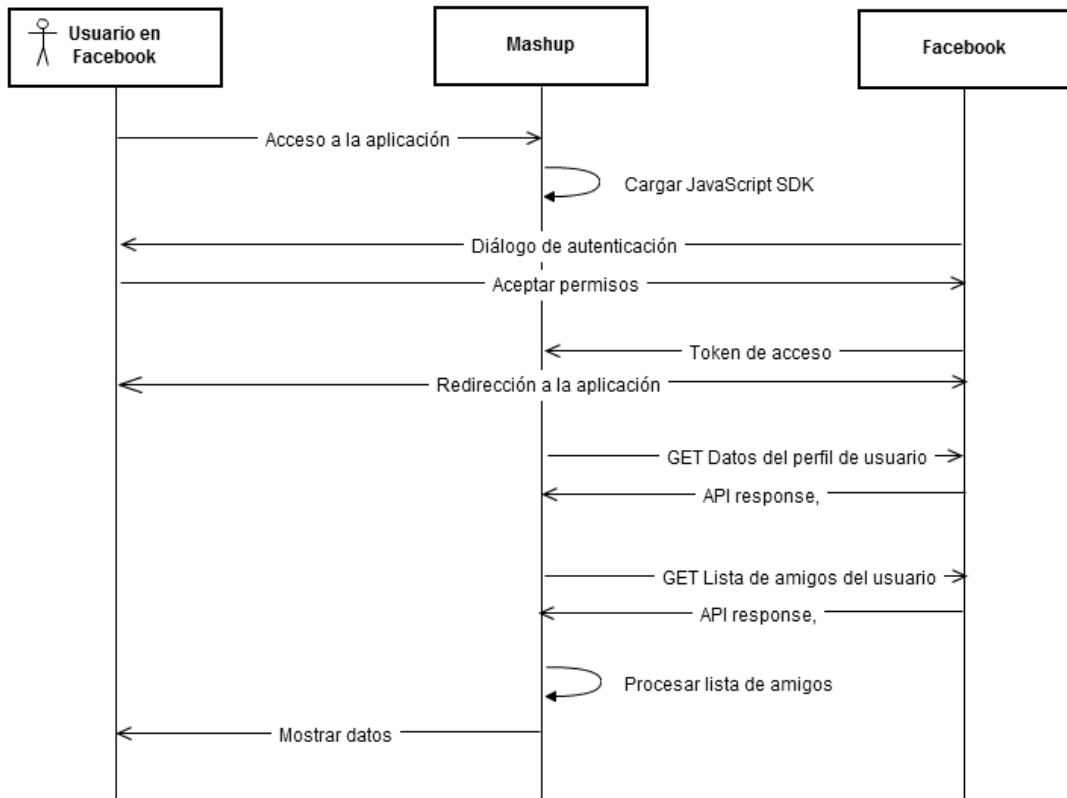 Usuario en
Facebook
Mashup
Facebook
Acceso a la aplicación
Cargar JavaScript SDK
Diálogo de autenticación
Aceptar permisos
Token de acceso
Redirección a la aplicación
GET Datos del perfil de usuario
API response,
GET Lista de amigos del usuario
API response,
Procesar lista de amigos
Mostrar datos